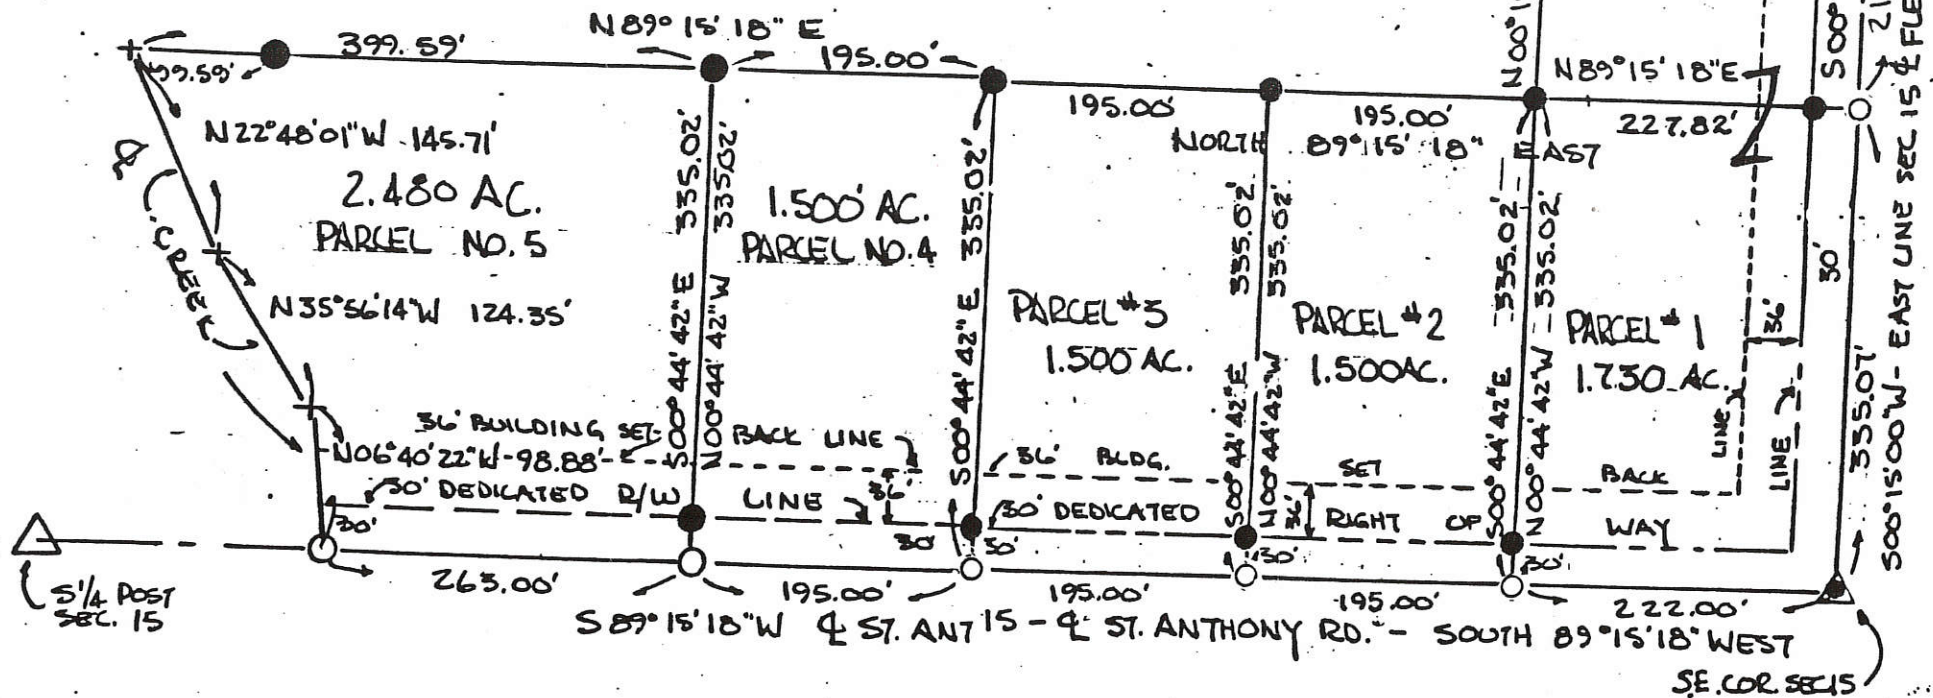 N89°15'18" E
399.59'
99.59'
195.00'
195.00'
195.00'
N89°15'18"E
227.82'
NORTH 89°15'18" EAST
N00°1
S00°
21
N22°48'01"W - 145.71'
2.480 AC.
PARCEL NO. 5
1.500' AC.
PARCEL NO. 4
PARCEL #3
1.500 AC.
PARCEL #2
1.500 AC.
PARCEL #1
1.730 AC.
℄ CREEK
N35°56'14"W 124.35'
N06°40'22"W - 98.88'
S00°44'42"E 335.02'
N00°44'42"W 335.02'
S00°44'42"E 335.02'
S00°44'42"E 335.02'
N00°44'42"W 335.02'
S00°44'42"E 335.02'
N00°44'42"W 335.02'
36'
LINE
LINE
30'
335.07'
S00°15'00"W - EAST LINE SEC 15 ℄ FLE
36' BUILDING SET- BACK LINE
36' BLDG. SET BACK
30' DEDICATED R/W LINE
36'
30' DEDICATED RIGHT OF WAY
36'
30'
30'
30'
30'
30'
S 1/4 POST
SEC. 15
263.00'
195.00'
195.00'
195.00'
222.00'
S89°15'18"W ℄ ST. ANT 15 - ℄ ST. ANTHONY RD. - SOUTH 89°15'18" WEST
S.E. COR. SEC 15